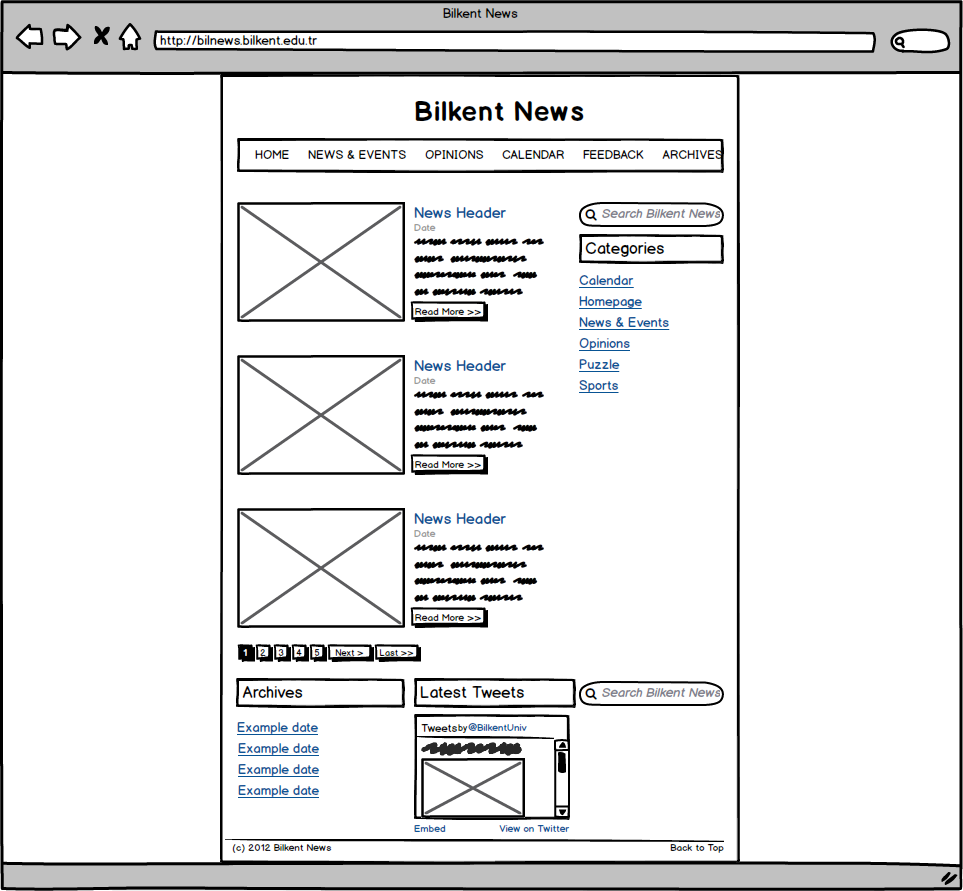 Bilkent News
http://bilnews.bilkent.edu.tr
Bilkent News
HOME NEWS & EVENTS OPINIONS CALENDAR FEEDBACK ARCHIVES
News Header
Date
Read More >>
News Header
Date
Read More >>
News Header
Date
Read More >>
Search Bilkent News
Categories
Calendar
Homepage
News & Events
Opinions
Puzzle
Sports
1 2 3 4 5 Next > Last >>
Archives
Example date
Example date
Example date
Example date
Latest Tweets
Tweets by @BilkentUniv
Embed View on Twitter
Search Bilkent News
(c) 2012 Bilkent News Back to Top